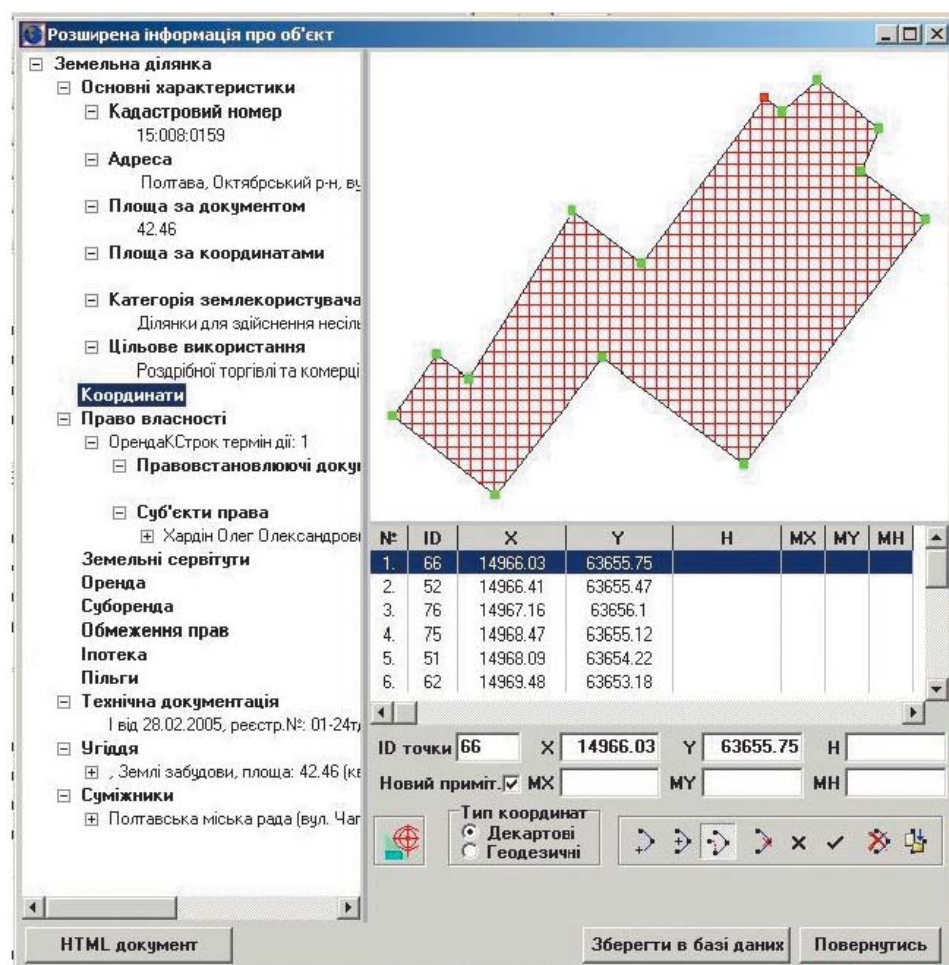 Розширена інформація про об'єкт
Земельна ділянка
Основні характеристики
Кадастровий номер
15:008:0159
Адреса
Полтава, Октябрський р-н, ву
Площа за документом
42.46
Площа за координатами
Категорія землекористувача
Ділянки для здійснення несіль
Цільове використання
Роздрібної торгівлі та комерці
Координати
Право власності
ОрендаКСтрок термін дії: 1
Правовстановлюючі докум
Суб'єкти права
Хардін Олег Олександрови
Земельні сервітути
Оренда
Суборенда
Обмеження прав
Іпотека
Пільги
Технічна документація
І від 28.02.2005, реєстр.№: 01-24т/
Угіддя
, Землі забудови, площа: 42.46 (кв
Суміжники
Полтавська міська рада (вул. Чап
№ ID X Y H MX MY MH
1. 66 14966.03 63655.75
2. 52 14966.41 63655.47
3. 76 14967.16 63656.1
4. 75 14968.47 63655.12
5. 51 14968.09 63654.22
6. 62 14969.48 63653.18
ID точки 66 X 14966.03 Y 63655.75 H
Новий приміт. MX MY MH
Тип координат
Декартові
Геодезичні
HTML документ
Зберегти в базі даних
Повернутись